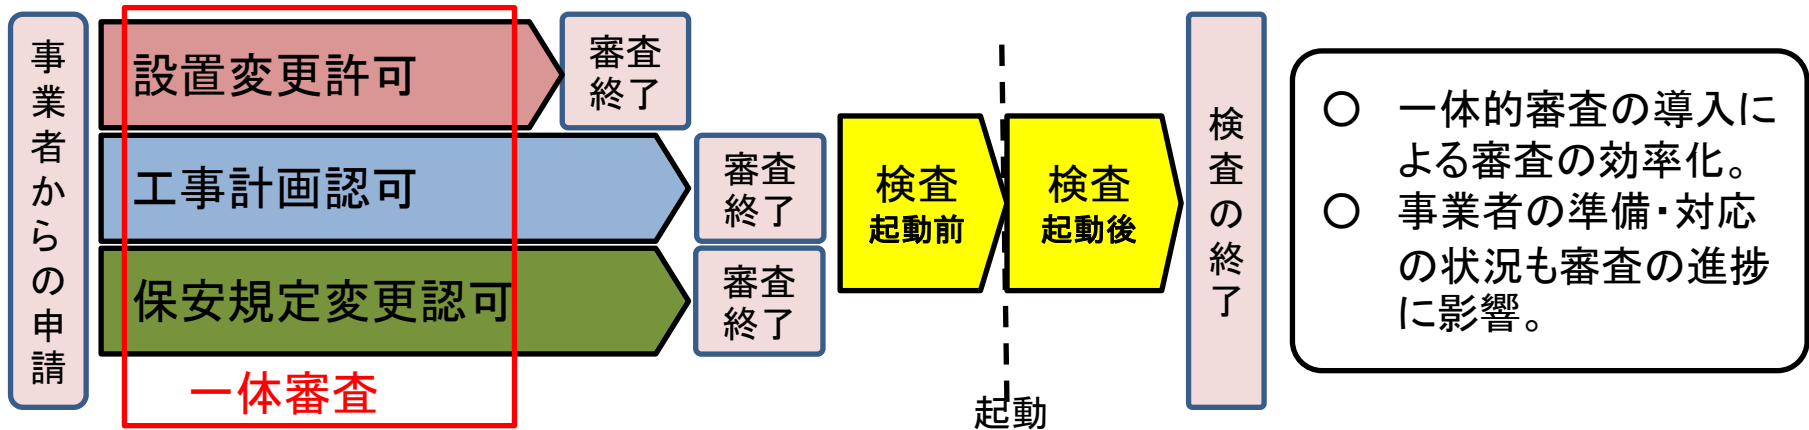 事業者からの申請
設置変更許可
審査
終了
工事計画認可
審査
終了
保安規定変更認可
審査
終了
一体審査
検査
起動前
検査
起動後
起動
検査の終了
○ 一体的審査の導入に
よる審査の効率化。
○ 事業者の準備・対応
の状況も審査の進捗
に影響。